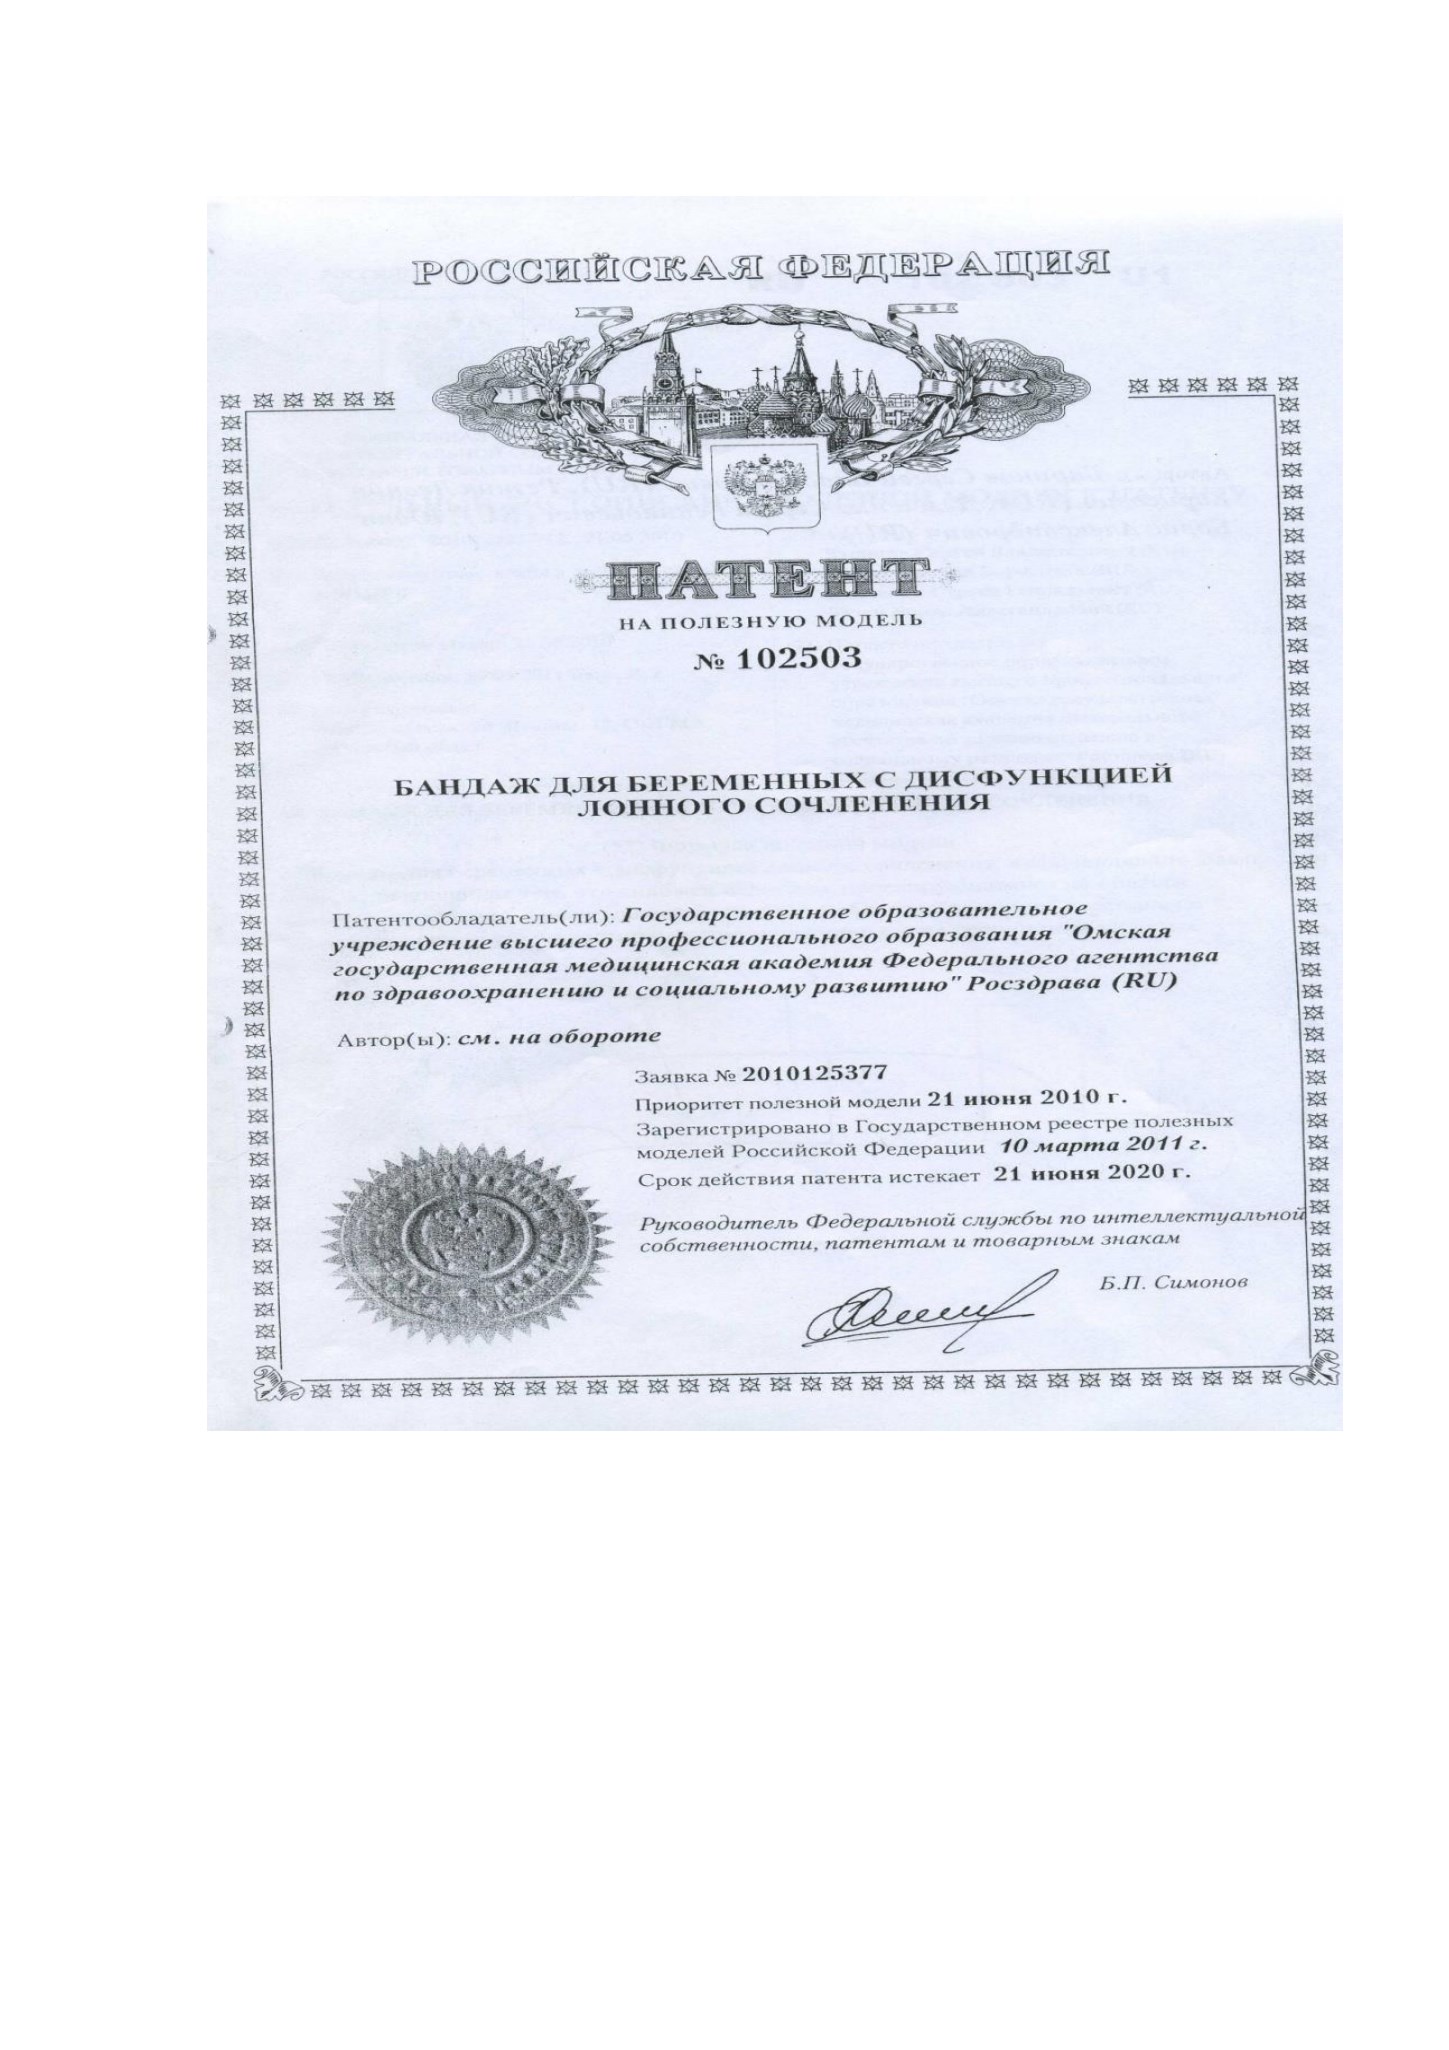 РОССИЙСКАЯ ФЕДЕРАЦИЯ
ПАТЕНТ
НА ПОЛЕЗНУЮ МОДЕЛЬ
№ 102503
БАНДАЖ ДЛЯ БЕРЕМЕННЫХ С ДИСФУНКЦИЕЙ
ЛОННОГО СОЧЛЕНЕНИЯ
Патентообладатель(ли): Государственное образовательное
учреждение высшего профессионального образования "Омская
государственная медицинская академия Федерального агентства
по здравоохранению и социальному развитию" Росздрава (RU)
Автор(ы): см. на обороте
Заявка № 2010125377
Приоритет полезной модели 21 июня 2010 г.
Зарегистрировано в Государственном реестре полезных
моделей Российской Федерации 10 марта 2011 г.
Срок действия патента истекает 21 июня 2020 г.
Руководитель Федеральной службы по интеллектуальной
собственности, патентам и товарным знакам
Б.П. Симонов